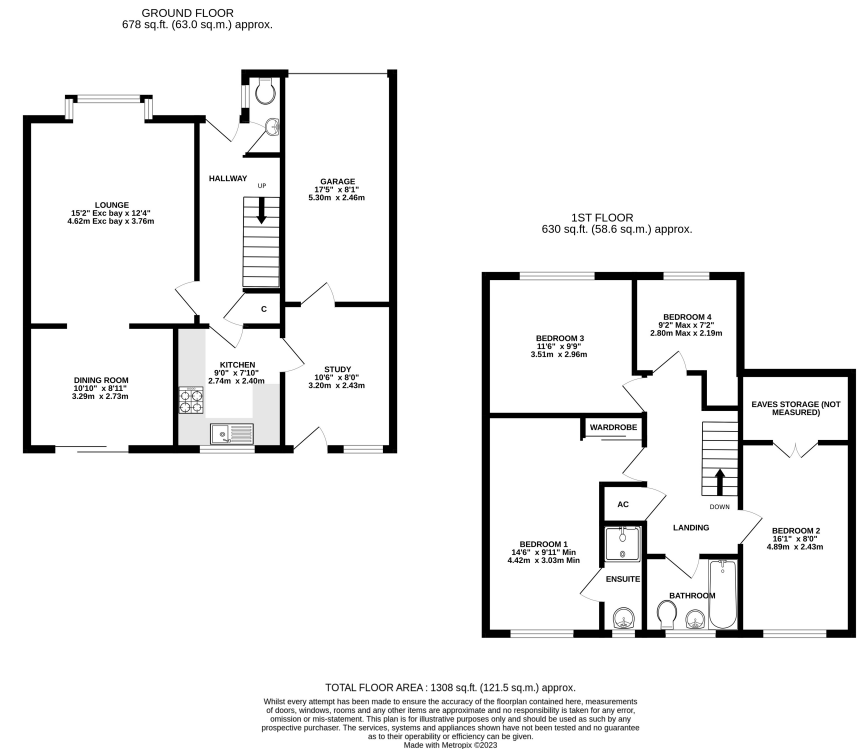 GROUND FLOOR
678 sq.ft. (63.0 sq.m.) approx.
HALLWAY
UP
GARAGE
17'5" x 8'1"
5.30m x 2.46m
LOUNGE
15'2" Exc bay x 12'4"
4.62m Exc bay x 3.76m
C
KITCHEN
9'0" x 7'10"
2.74m x 2.40m
STUDY
10'6" x 8'0"
3.20m x 2.43m
DINING ROOM
10'10" x 8'11"
3.29m x 2.73m
1ST FLOOR
630 sq.ft. (58.6 sq.m.) approx.
BEDROOM 3
11'6" x 9'9"
3.51m x 2.96m
BEDROOM 4
9'2" Max x 7'2"
2.80m Max x 2.19m
EAVES STORAGE (NOT
MEASURED)
WARDROBE
AC
DOWN
LANDING
BEDROOM 1
14'6" x 9'11" Min
4.42m x 3.03m Min
BEDROOM 2
16'1" x 8'0"
4.89m x 2.43m
ENSUITE
BATHROOM
TOTAL FLOOR AREA : 1308 sq.ft. (121.5 sq.m.) approx.
Whilst every attempt has been made to ensure the accuracy of the floorplan contained here, measurements
of doors, windows, rooms and any other items are approximate and no responsibility is taken for any error,
omission or mis-statement. This plan is for illustrative purposes only and should be used as such by any
prospective purchaser. The services, systems and appliances shown have not been tested and no guarantee
as to their operability or efficiency can be given.
Made with Metropix ©2023